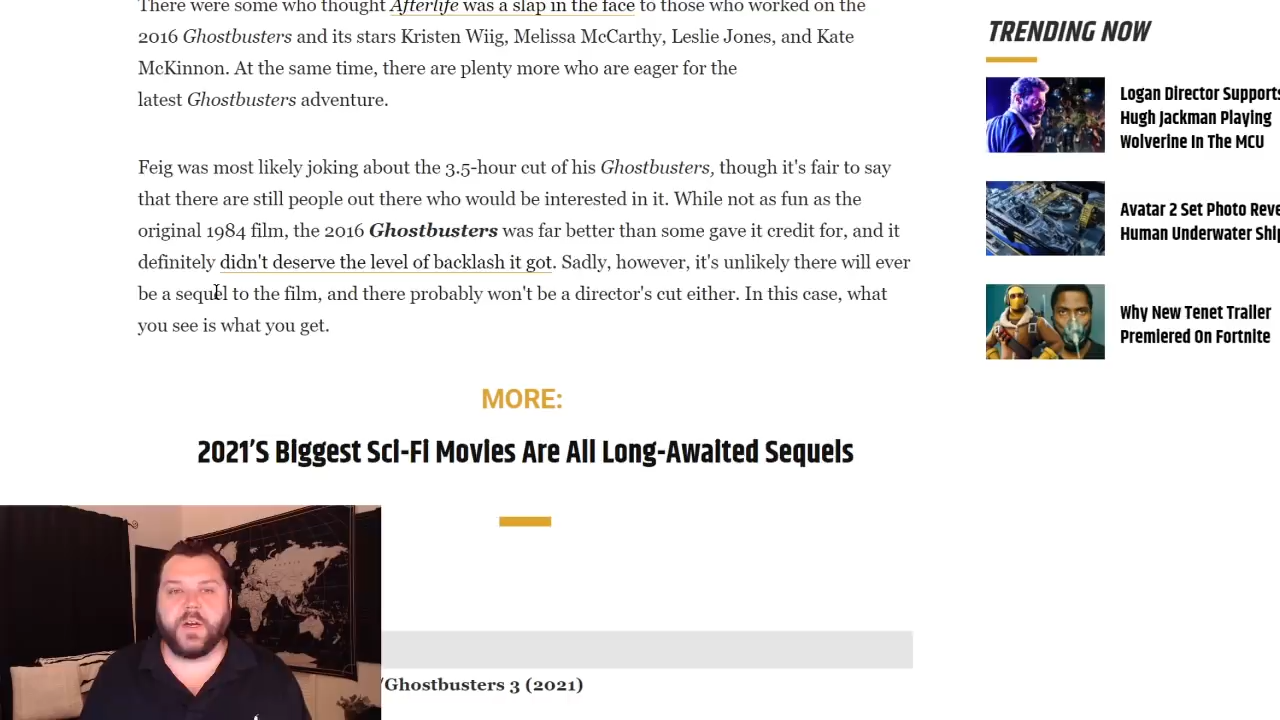 There were some who thought Afterlife was a slap in the face to those who worked on the
2016 Ghostbusters and its stars Kristen Wiig, Melissa McCarthy, Leslie Jones, and Kate
McKinnon. At the same time, there are plenty more who are eager for the
latest Ghostbusters adventure.
Feig was most likely joking about the 3.5-hour cut of his Ghostbusters, though it's fair to say
that there are still people out there who would be interested in it. While not as fun as the
original 1984 film, the 2016 Ghostbusters was far better than some gave it credit for, and it
definitely didn't deserve the level of backlash it got. Sadly, however, it's unlikely there will ever
be a sequel to the film, and there probably won't be a director's cut either. In this case, what
you see is what you get.
MORE:
2021'S Biggest Sci-Fi Movies Are All Long-Awaited Sequels
/Ghostbusters 3 (2021)
TRENDING NOW
Logan Director Supports
Hugh Jackman Playing
Wolverine In The MCU
Avatar 2 Set Photo Reve
Human Underwater Ship
Why New Tenet Trailer
Premiered On Fortnite